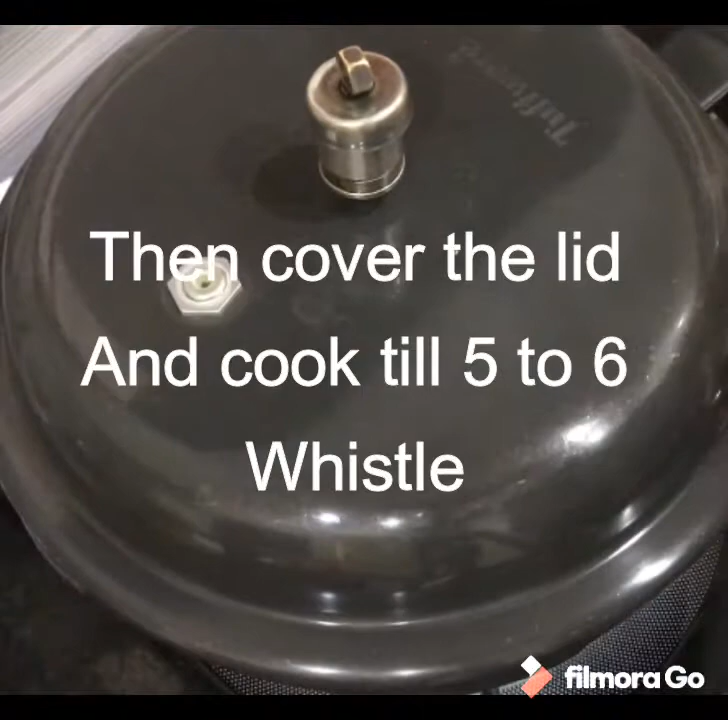 Then cover the lid
And cook till 5 to 6
Whistle
filmora Go